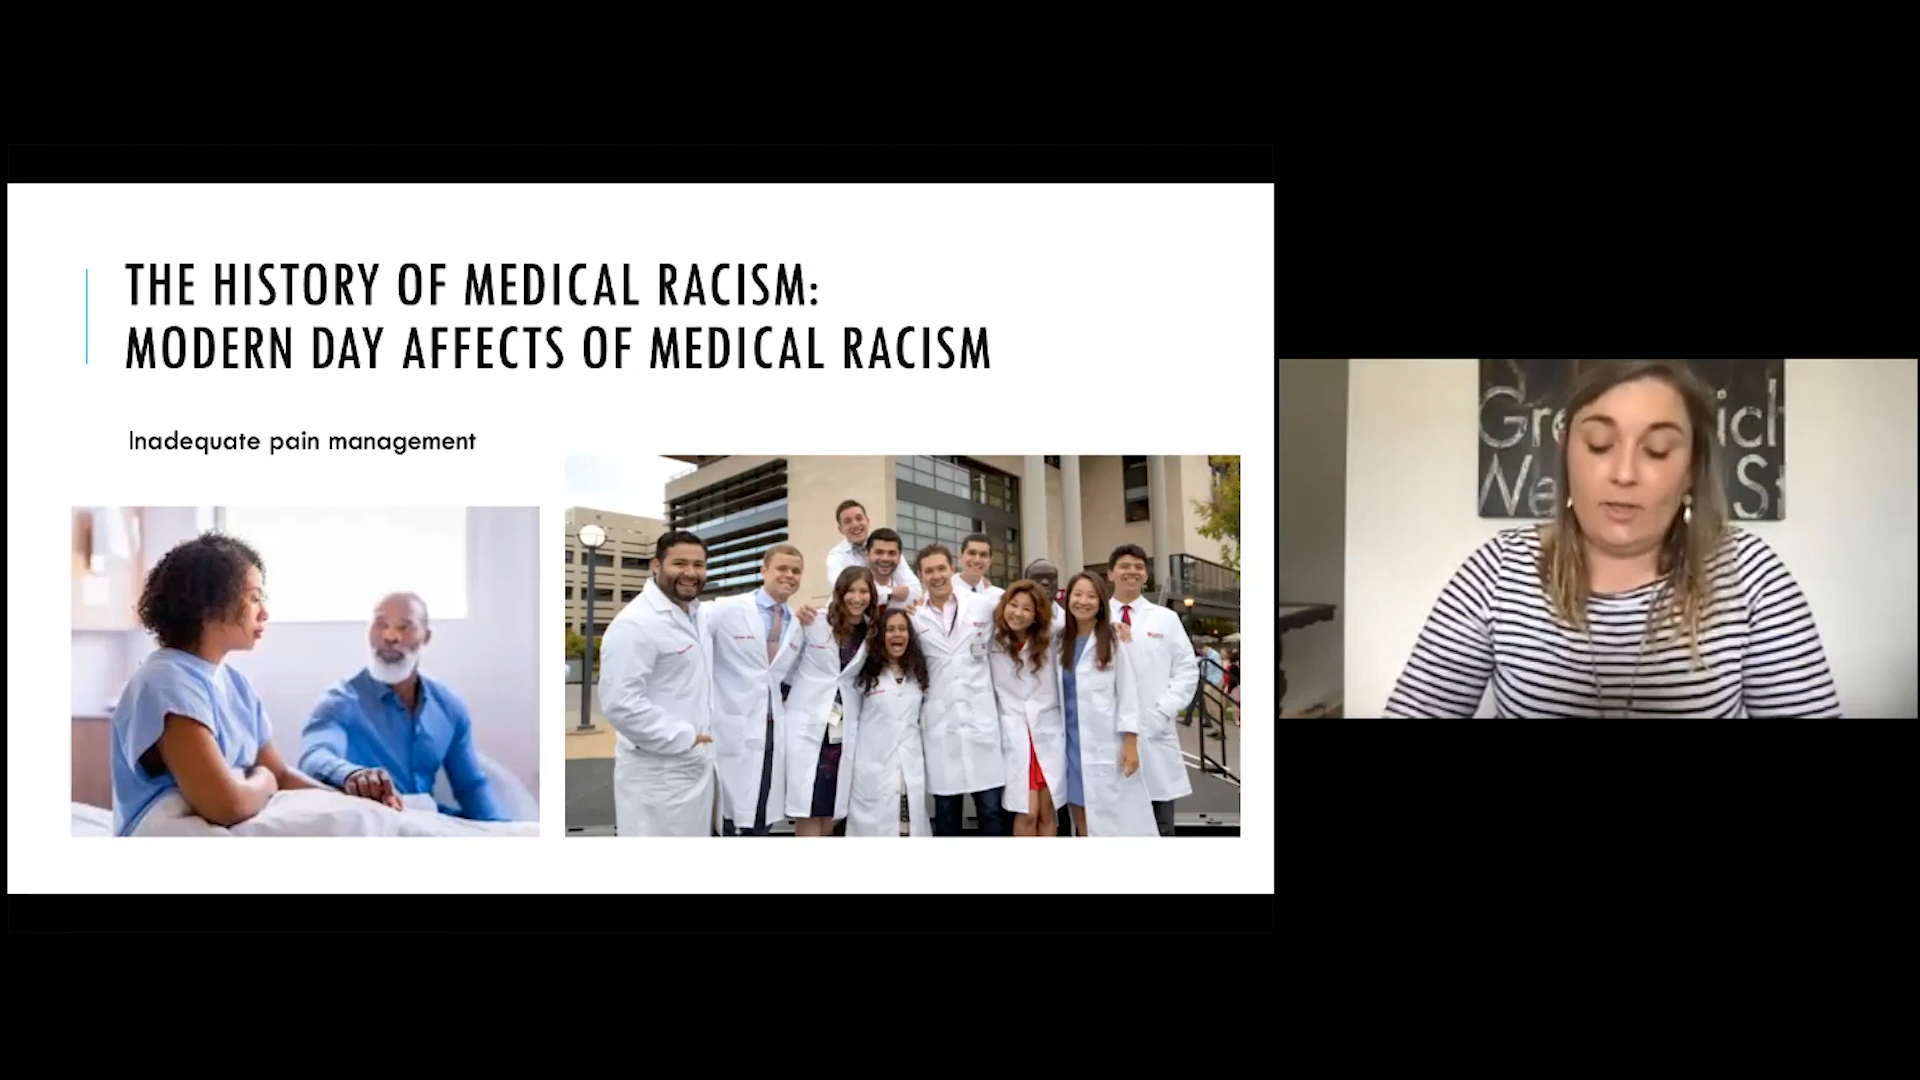 THE HISTORY OF MEDICAL RACISM:
MODERN DAY AFFECTS OF MEDICAL RACISM
Inadequate pain management